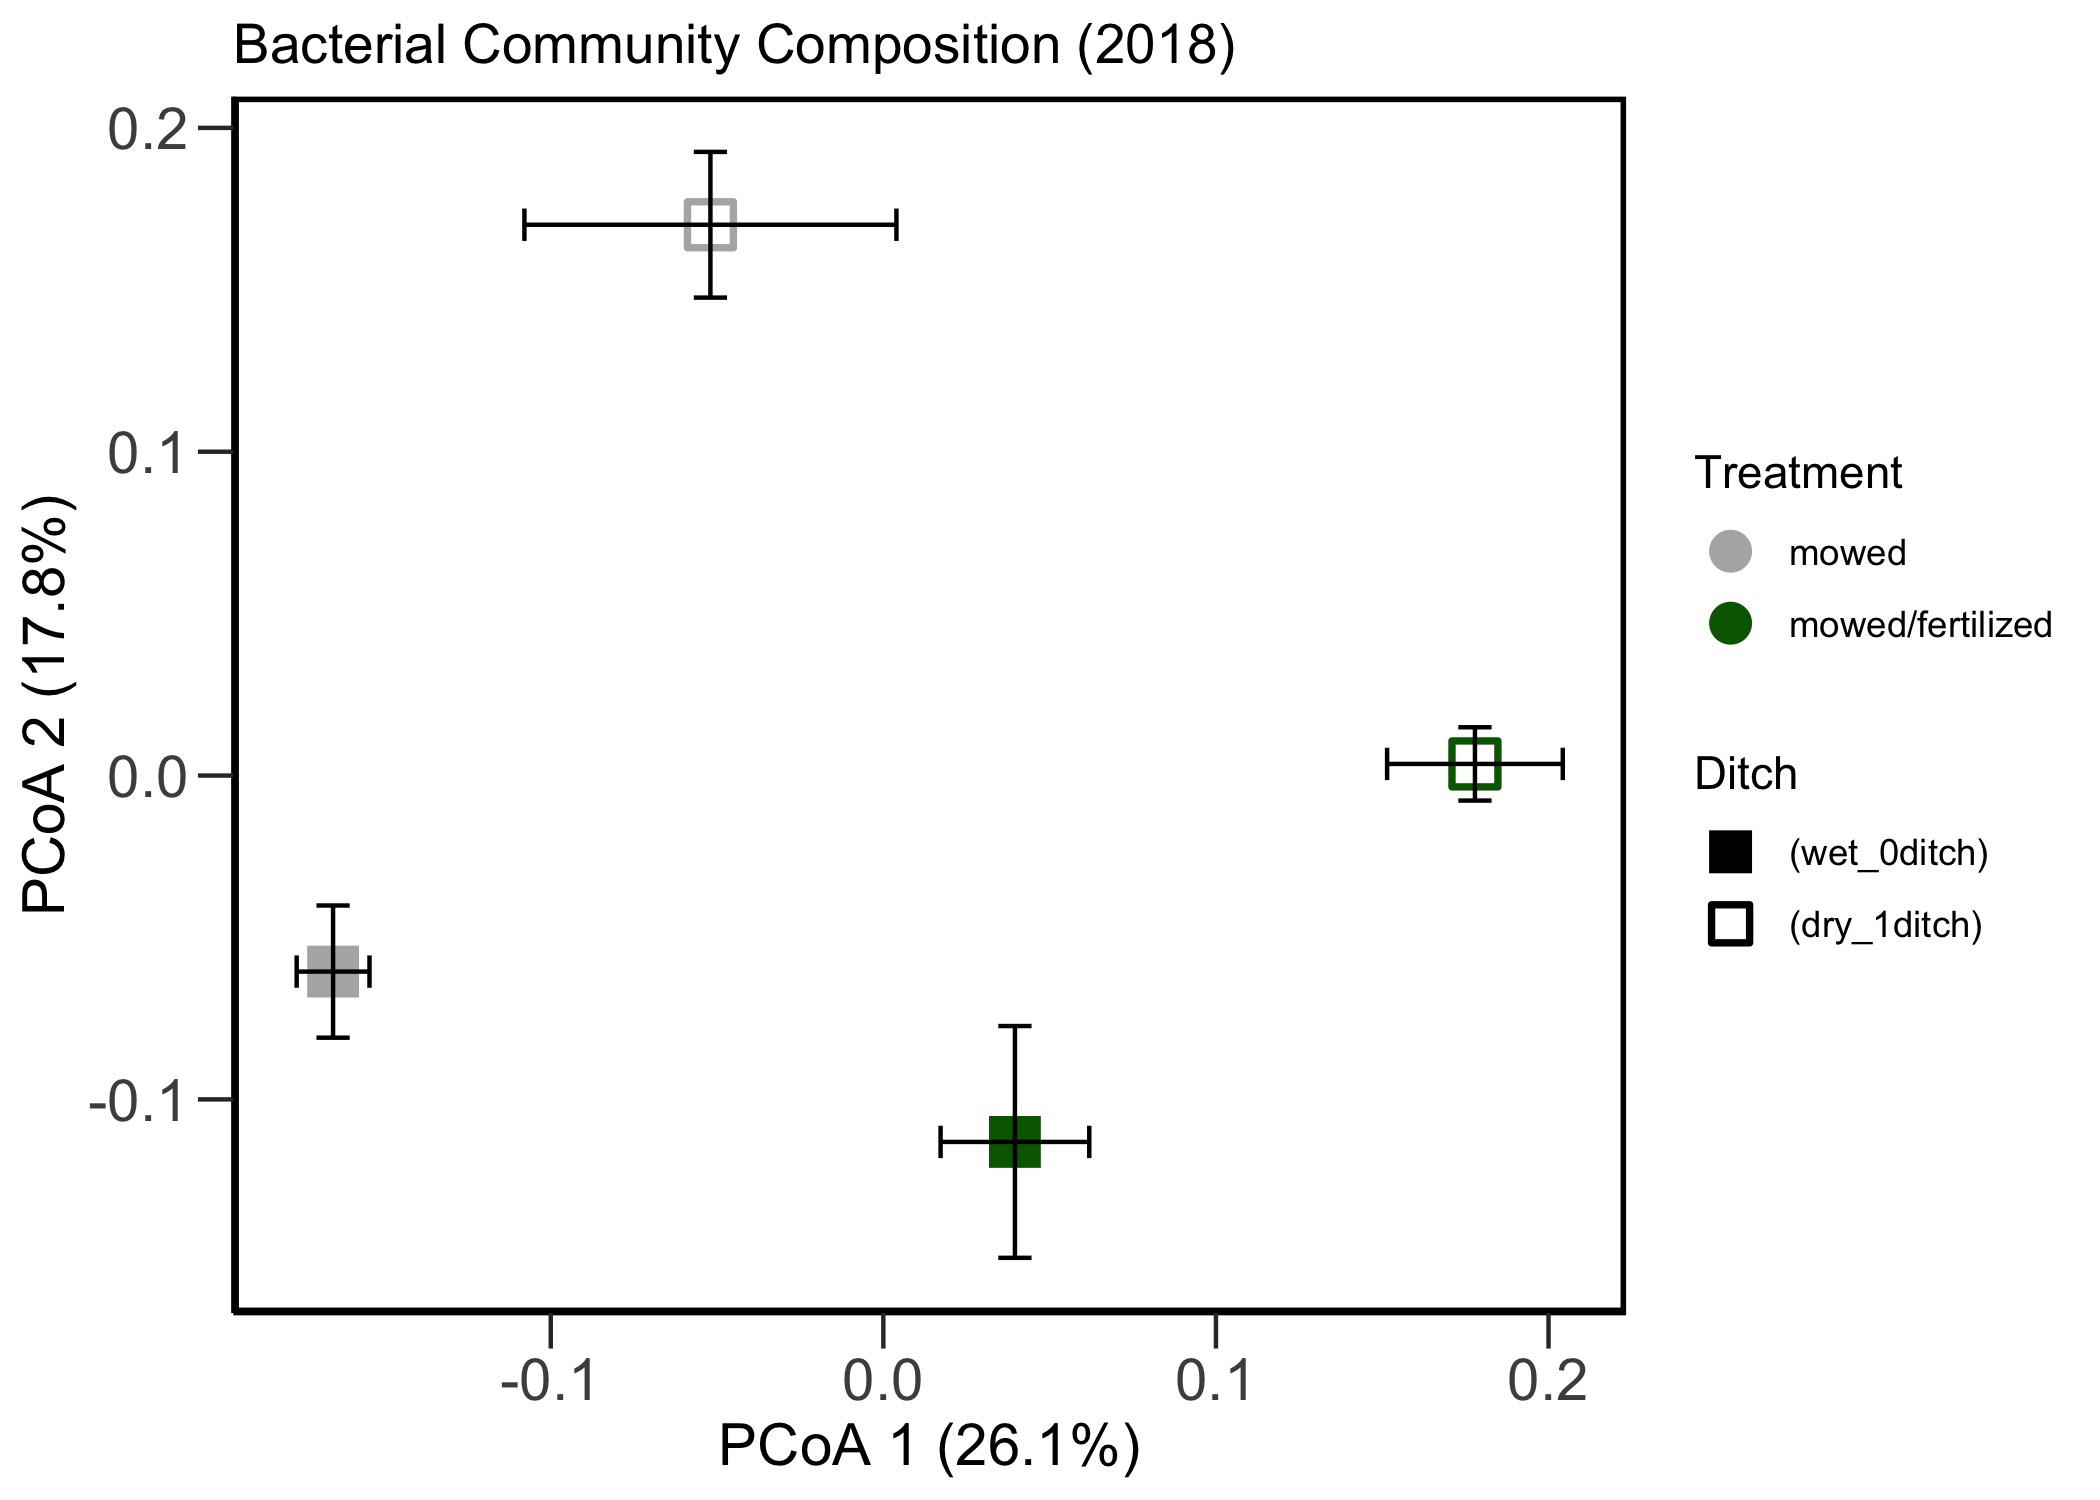 Bacterial Community Composition (2018)
0.2
0.1
0.0
-0.1
PCoA 2 (17.8%)
-0.1
0.0
0.1
0.2
PCoA 1 (26.1%)
Treatment
mowed
mowed/fertilized
Ditch
(wet_0ditch)
(dry_1ditch)